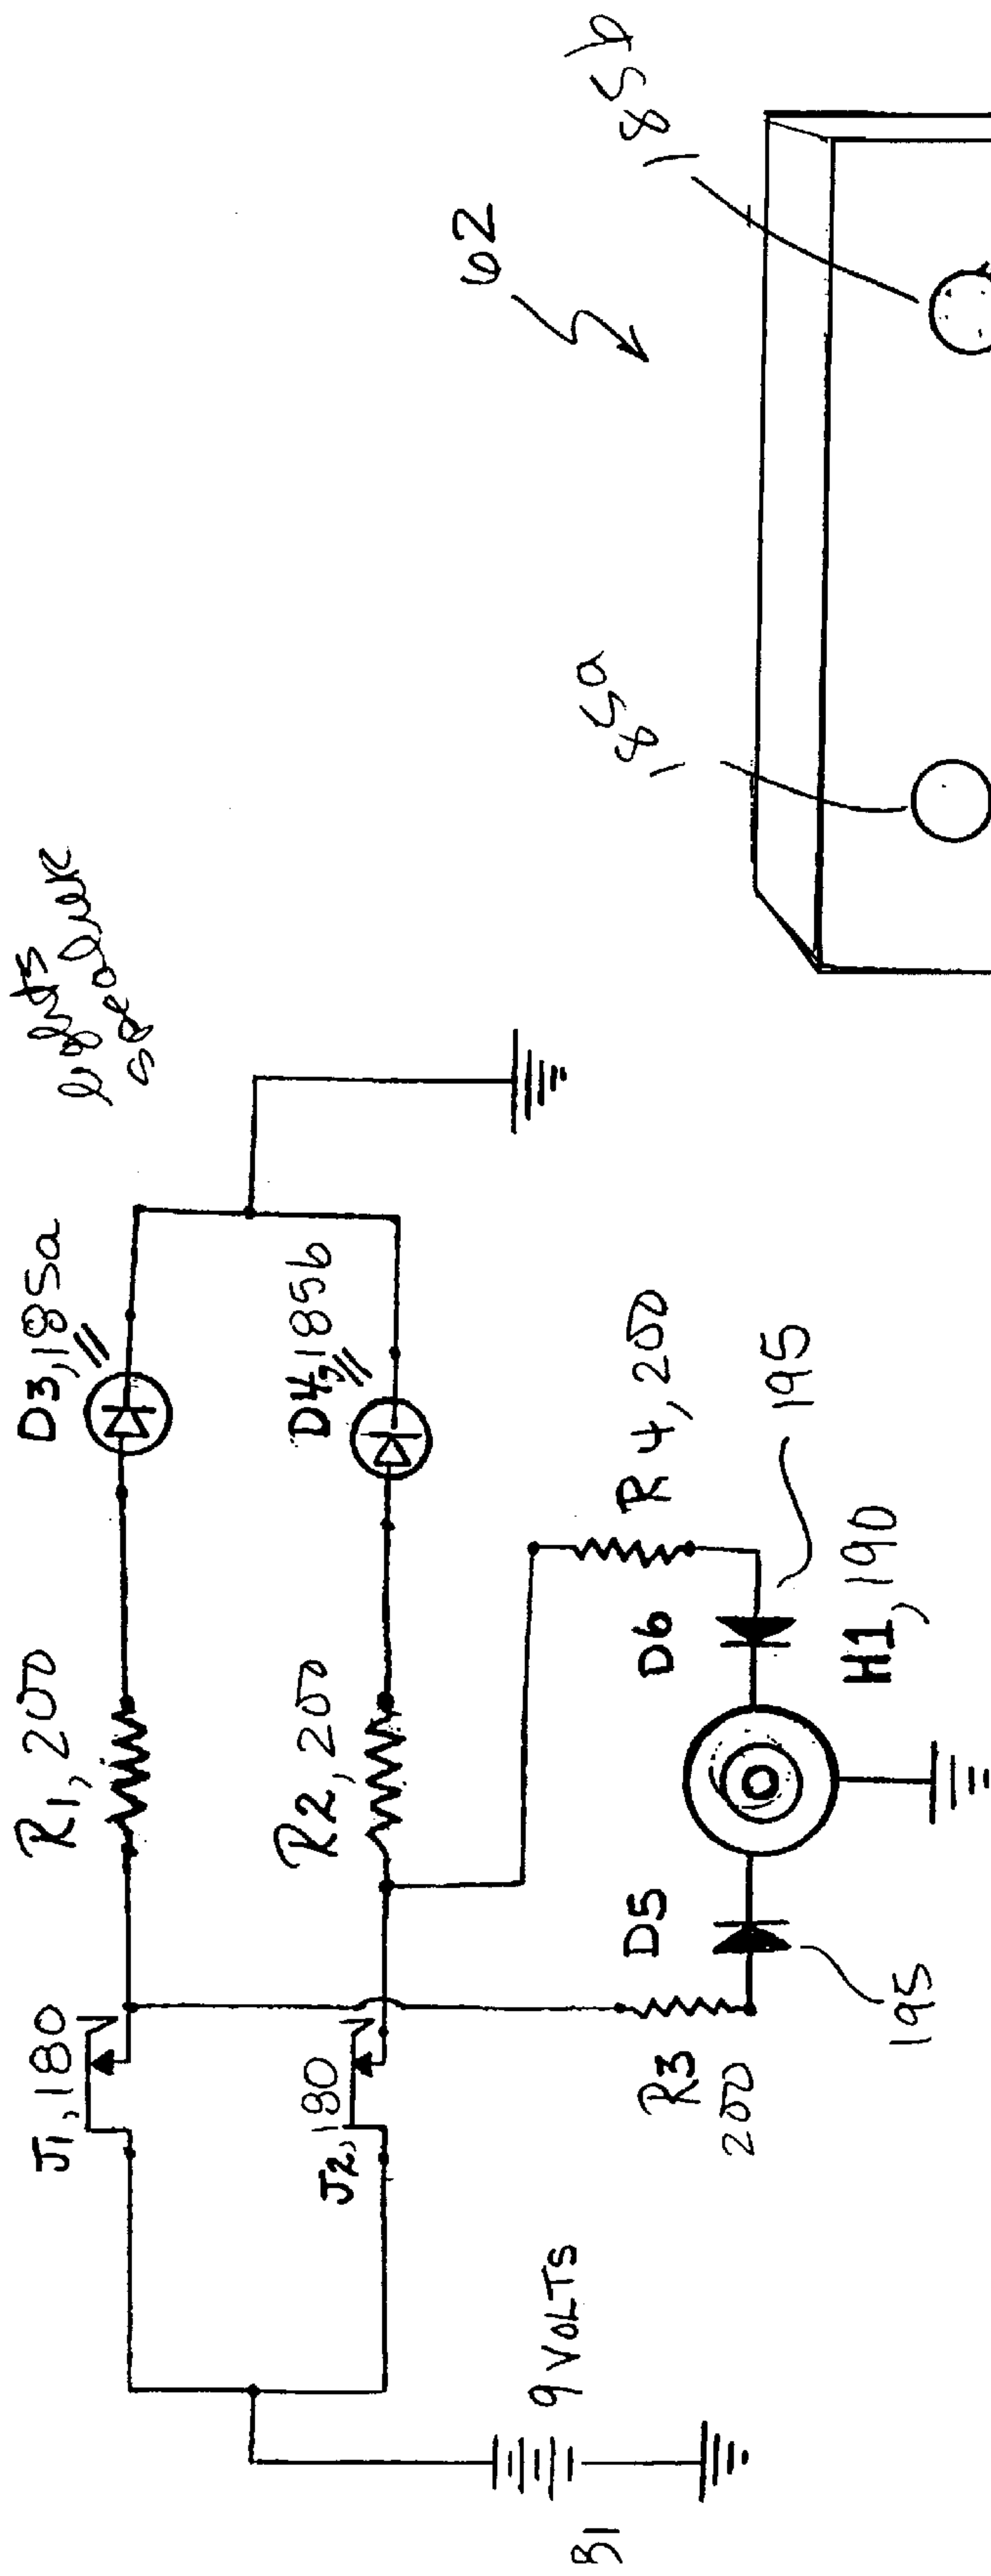 lights
speaker
D3, 185a
R1, 200
J1, 180
D4, 185b
R2, 200
J2, 180
R4, 200
D6
195
H1, 190
D5
195
R3
200
9 VOLTS
B1
62
185a
185b